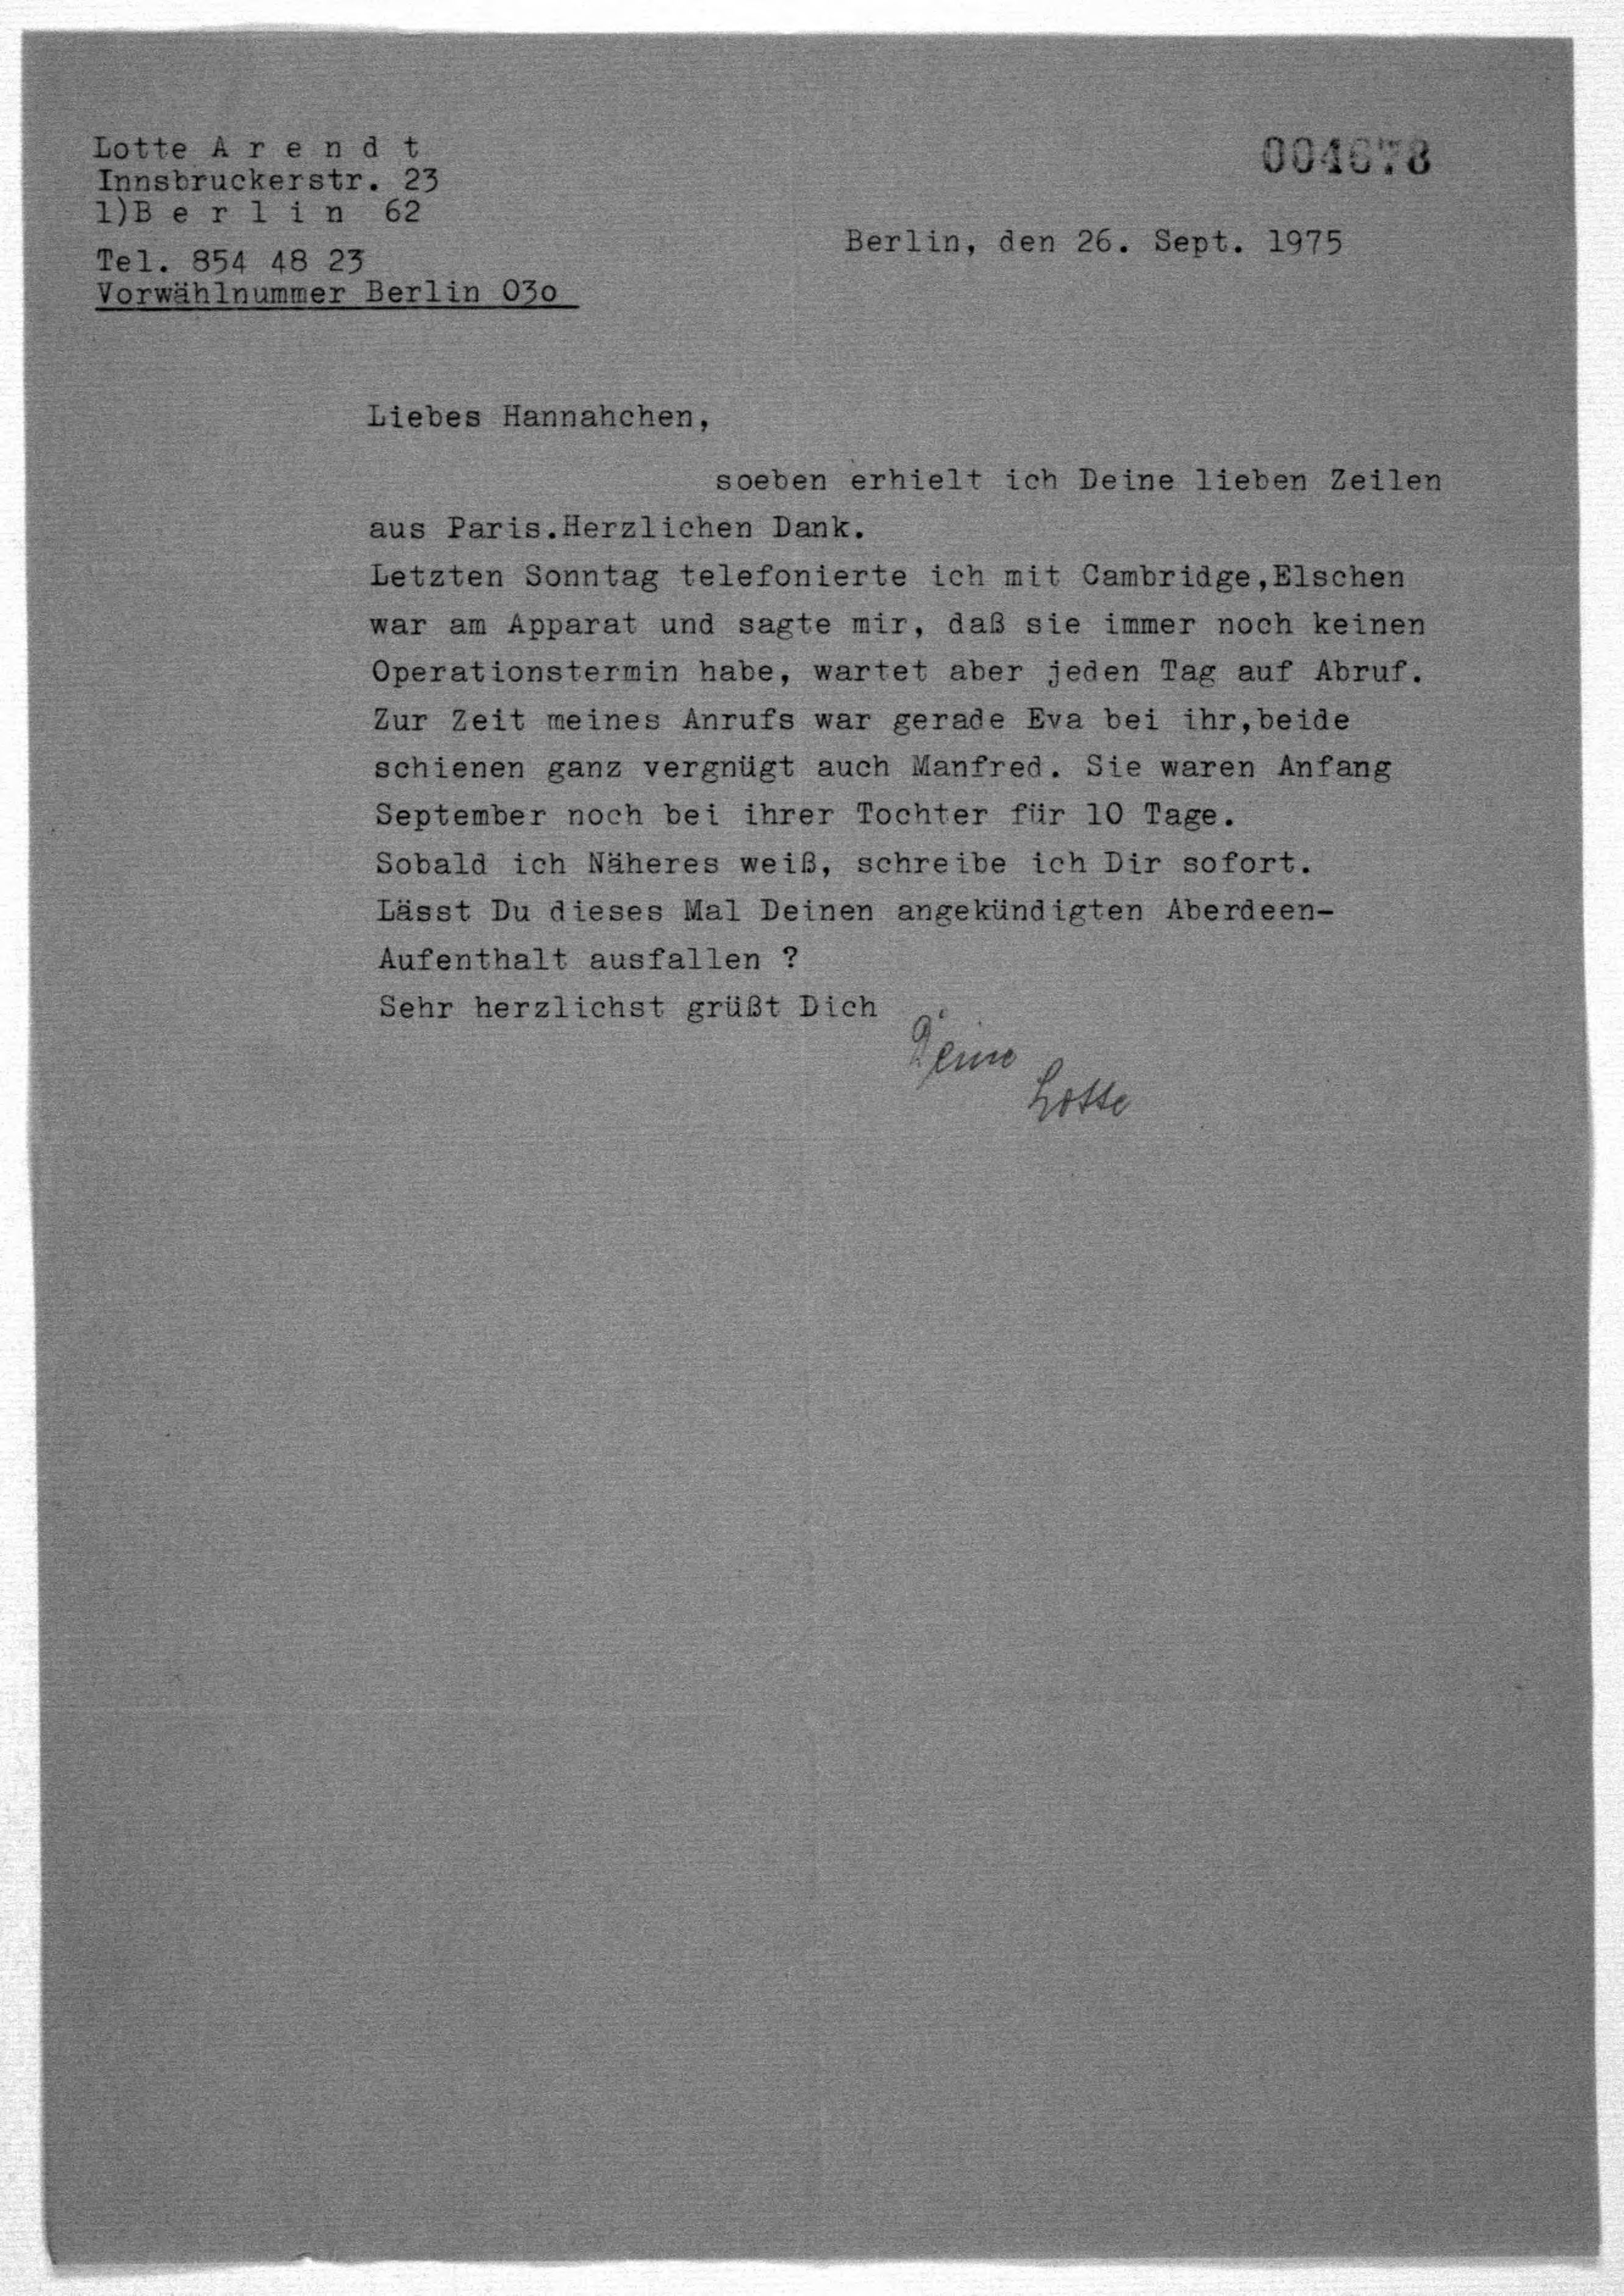 Lotte A r e n d t
Innsbruckerstr. 23
1)B e r l i n 62
Tel. 854 48 23
Vorwählnummer Berlin 03o
004678
Berlin, den 26. Sept. 1975
Liebes Hannahchen,
soeben erhielt ich Deine lieben Zeilen
aus Paris.Herzlichen Dank.
Letzten Sonntag telefonierte ich mit Cambridge,Elschen
war am Apparat und sagte mir, daß sie immer noch keinen
Operationstermin habe, wartet aber jeden Tag auf Abruf.
Zur Zeit meines Anrufs war gerade Eva bei ihr,beide
schienen ganz vergnügt auch Manfred. Sie waren Anfang
September noch bei ihrer Tochter für 10 Tage.
Sobald ich Näheres weiß, schreibe ich Dir sofort.
Lässt Du dieses Mal Deinen angekündigten Aberdeen-
Aufenthalt ausfallen ?
Sehr herzlichst grüßt Dich
Deine
Lotte